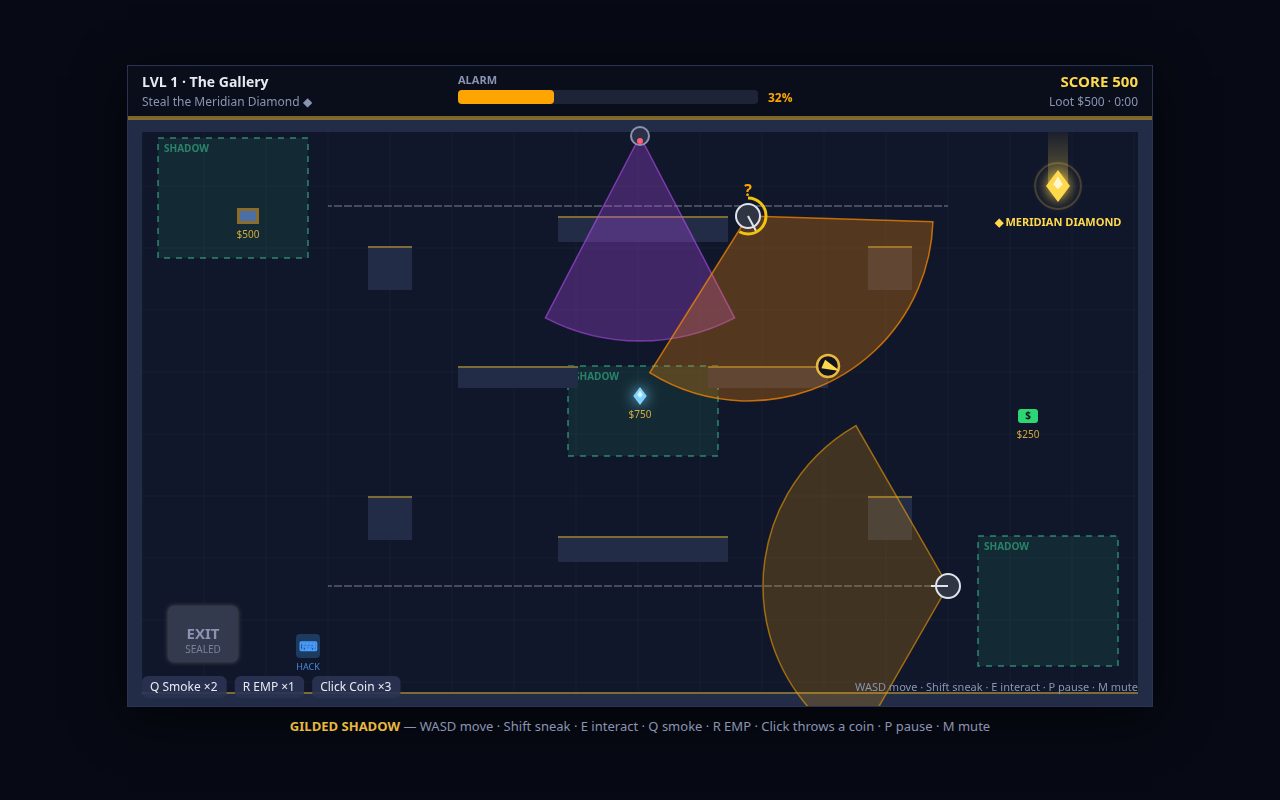 LVL 1 · The Gallery
Steal the Meridian Diamond ◆
ALARM
32%
SCORE 500
Loot $500 · 0:00
SHADOW
$500
?
◆ MERIDIAN DIAMOND
SHADOW
$750
$
$250
SHADOW
EXIT
SEALED
HACK
Q Smoke ×2
R EMP ×1
Click Coin ×3
WASD move · Shift sneak · E interact · P pause · M mute
GILDED SHADOW — WASD move · Shift sneak · E interact · Q smoke · R EMP · Click throws a coin · P pause · M mute